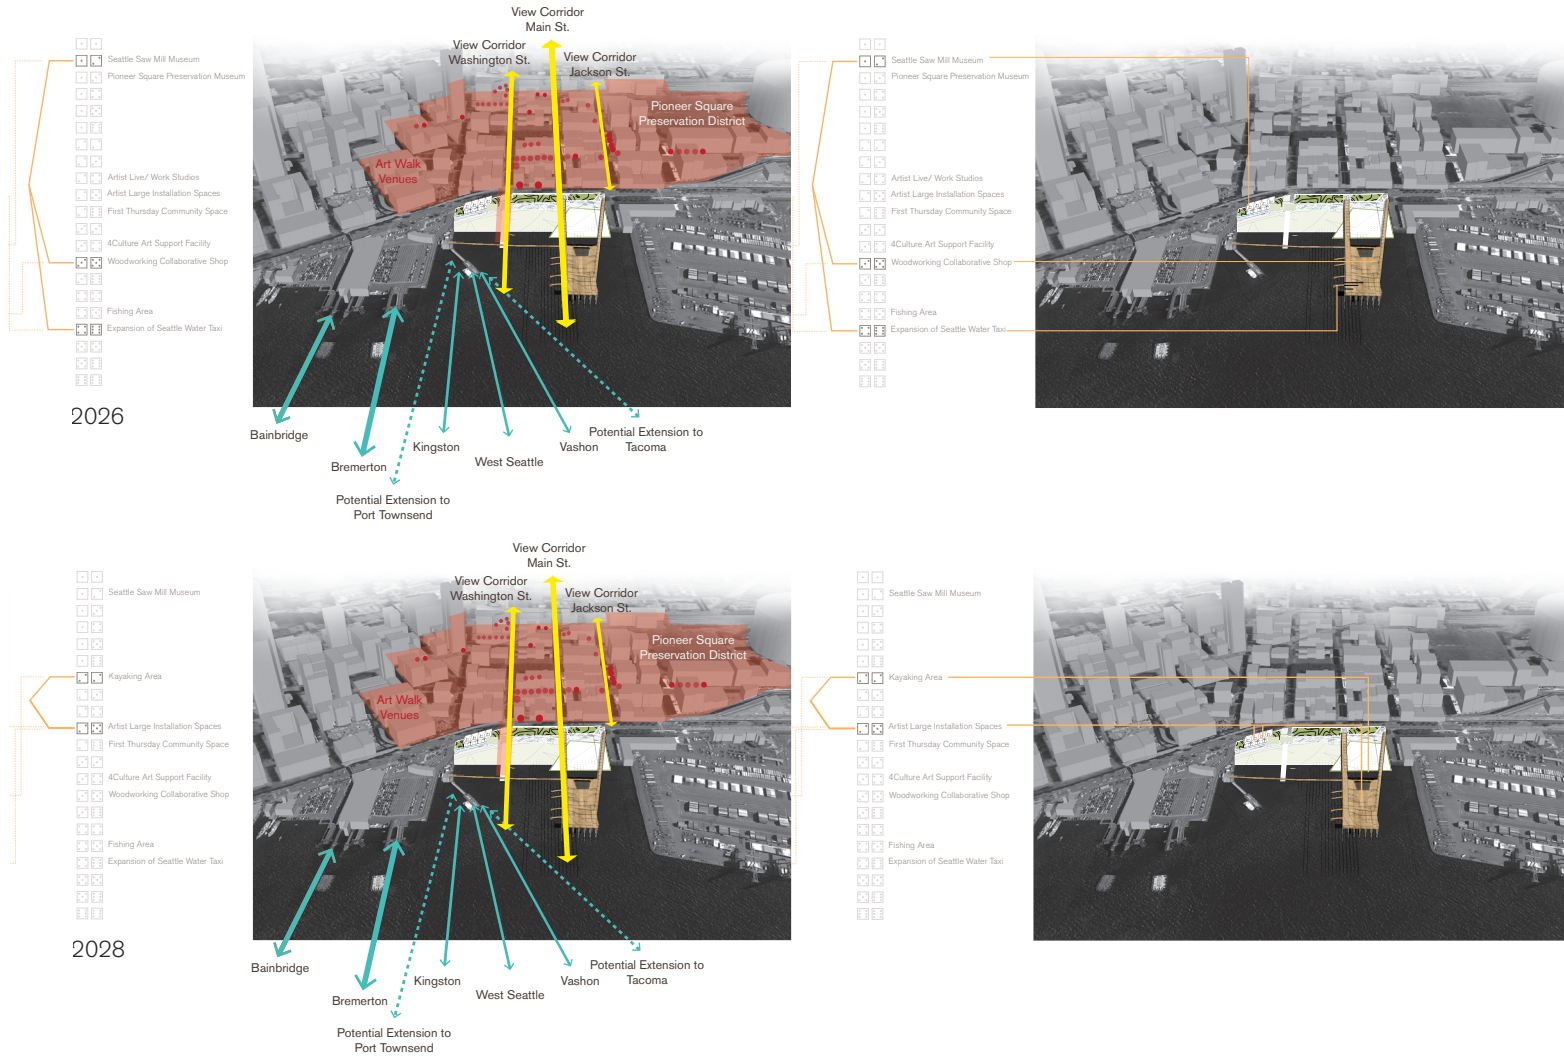 View Corridor
Main St.
View Corridor
Washington St.
View Corridor
Jackson St.
Seattle Saw Mill Museum
Pioneer Square Preservation Museum
Artist Live/ Work Studios
Artist Large Installation Spaces
First Thursday Community Space
4Culture Art Support Facility
Woodworking Collaborative Shop
Fishing Area
Expansion of Seattle Water Taxi
2026
Pioneer Square
Preservation District
Art Walk
Venues
Bainbridge
Bremerton
Kingston
West Seattle
Vashon
Potential Extension to
Tacoma
Potential Extension to
Port Townsend
Seattle Saw Mill Museum
Pioneer Square Preservation Museum
Artist Live/ Work Studios
Artist Large Installation Spaces
First Thursday Community Space
4Culture Art Support Facility
Woodworking Collaborative Shop
Fishing Area
Expansion of Seattle Water Taxi
View Corridor
Main St.
View Corridor
Washington St.
View Corridor
Jackson St.
Seattle Saw Mill Museum
Kayaking Area
Artist Large Installation Spaces
First Thursday Community Space
4Culture Art Support Facility
Woodworking Collaborative Shop
Fishing Area
Expansion of Seattle Water Taxi
2028
Pioneer Square
Preservation District
Art Walk
Venues
Bainbridge
Bremerton
Kingston
West Seattle
Vashon
Potential Extension to
Tacoma
Potential Extension to
Port Townsend
Seattle Saw Mill Museum
Kayaking Area
Artist Large Installation Spaces
First Thursday Community Space
4Culture Art Support Facility
Woodworking Collaborative Shop
Fishing Area
Expansion of Seattle Water Taxi